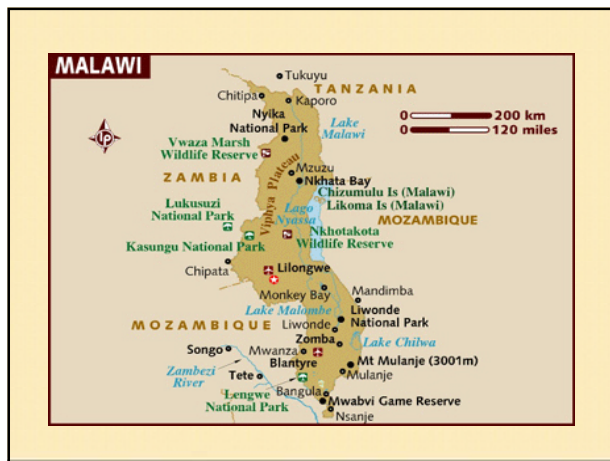 MALAWI
Tukuyu
TANZANIA
Chitipa
Kaporo
Nyika
National Park
200 km
120 miles
Lake
Malawi
Vwaza Marsh
Wildlife Reserve
Mzuzu
Nkhata Bay
ZAMBIA
Viphya Plateau
Chizumulu Is (Malawi)
Likoma Is (Malawi)
Lukusuzi
National Park
Lago
Nyassa
MOZAMBIQUE
Nkhotakota
Wildlife Reserve
Kasungu National Park
Chipata
Lilongwe
Monkey Bay
Mandimba
Lake Malombe
Liwonde
National Park
MOZAMBIQUE
Liwonde
Zomba
Lake Chilwa
Songo
Mwanza
Blantyre
Mt Mulanje (3001m)
Mulanje
Zambezi
River
Tete
Bangula
Lengwe
National Park
Mwabvi Game Reserve
Nsanje
lp